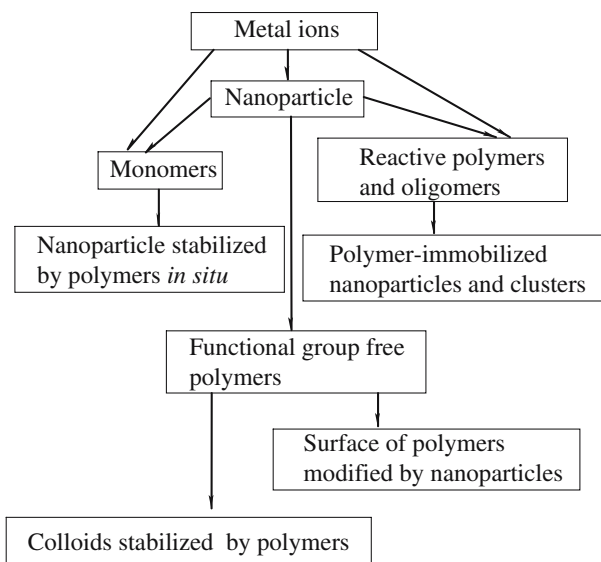 Metal ions
Nanoparticle
Monomers
Reactive polymers
and oligomers
Nanoparticle stabilized
by polymers in situ
Polymer-immobilized
nanoparticles and clusters
Functional group free
polymers
Surface of polymers
modified by nanoparticles
Colloids stabilized by polymers